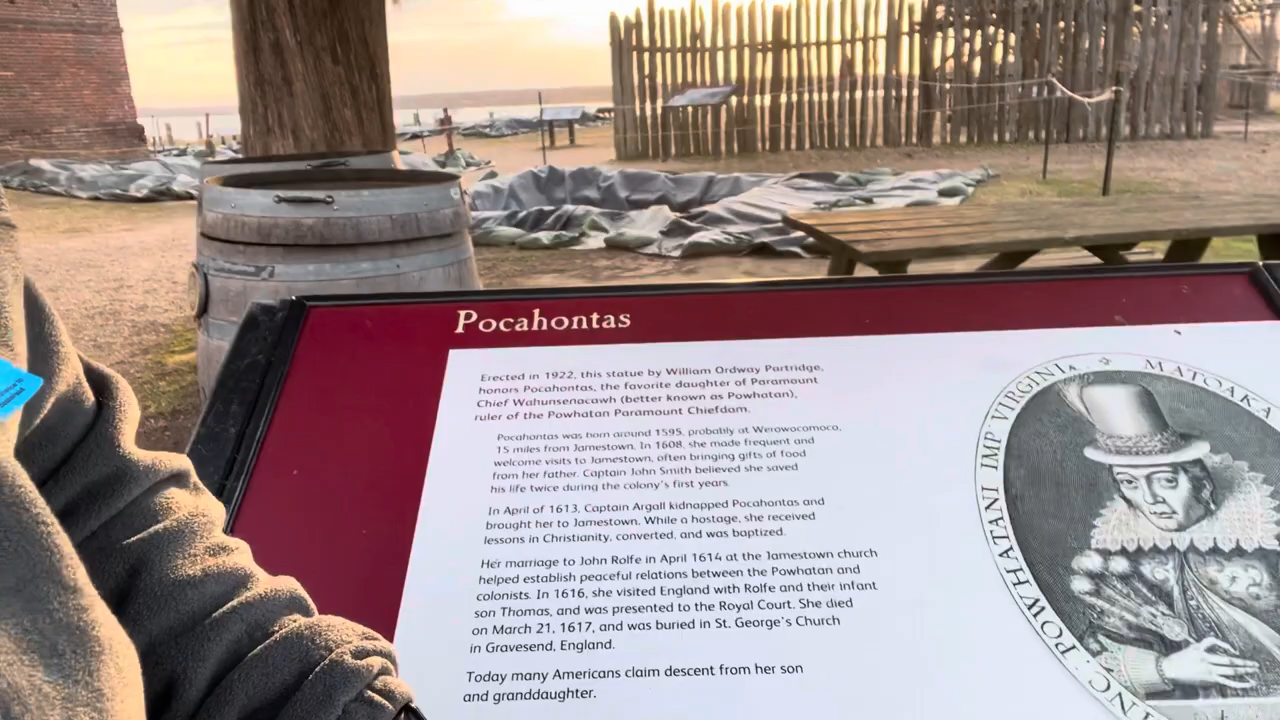 Pocahontas
Erected in 1922, this statue by William Ordway Partridge,
honors Pocahontas, the favorite daughter of Paramount
Chief Wahunsenacawh (better known as Powhatan),
ruler of the Powhatan Paramount Chiefdom.
Pocahontas was born around 1595, probably at Werowocomoco,
15 miles from Jamestown. In 1608, she made frequent and
welcome visits to Jamestown, often bringing gifts of food
from her father. Captain John Smith believed she saved
his life twice during the colony's first years.
In April of 1613, Captain Argall kidnapped Pocahontas and
brought her to Jamestown. While a hostage, she received
lessons in Christianity, converted, and was baptized.
Her marriage to John Rolfe in April 1614 at the Jamestown church
helped establish peaceful relations between the Powhatan and
colonists. In 1616, she visited England with Rolfe and their infant
son Thomas, and was presented to the Royal Court. She died
on March 21, 1617, and was buried in St. George's Church
in Gravesend, England.
Today many Americans claim descent from her son
and granddaughter.
MATOAKA
INC: POWHATANI IMP: VIRGINIÆ